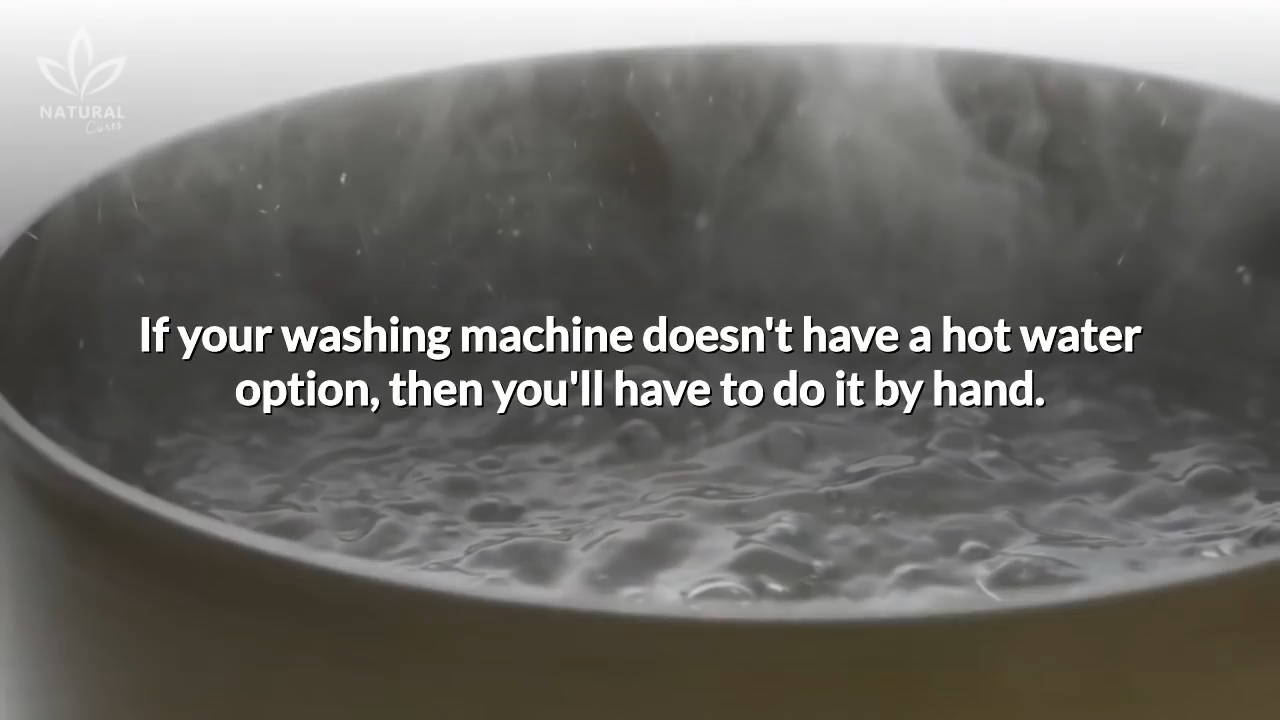 NATURAL
Cures
If your washing machine doesn't have a hot water
option, then you'll have to do it by hand.